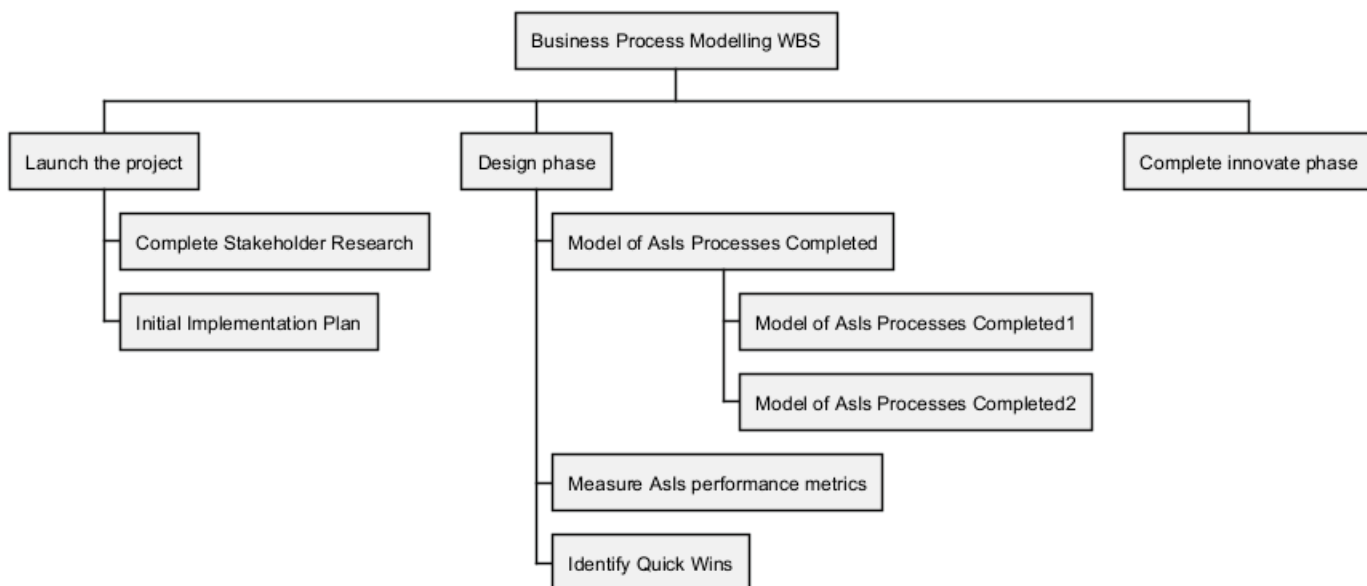 Business Process Modelling WBS
Launch the project
Design phase
Complete innovate phase
Complete Stakeholder Research
Model of AsIs Processes Completed
Initial Implementation Plan
Model of AsIs Processes Completed1
Model of AsIs Processes Completed2
Measure AsIs performance metrics
Identify Quick Wins